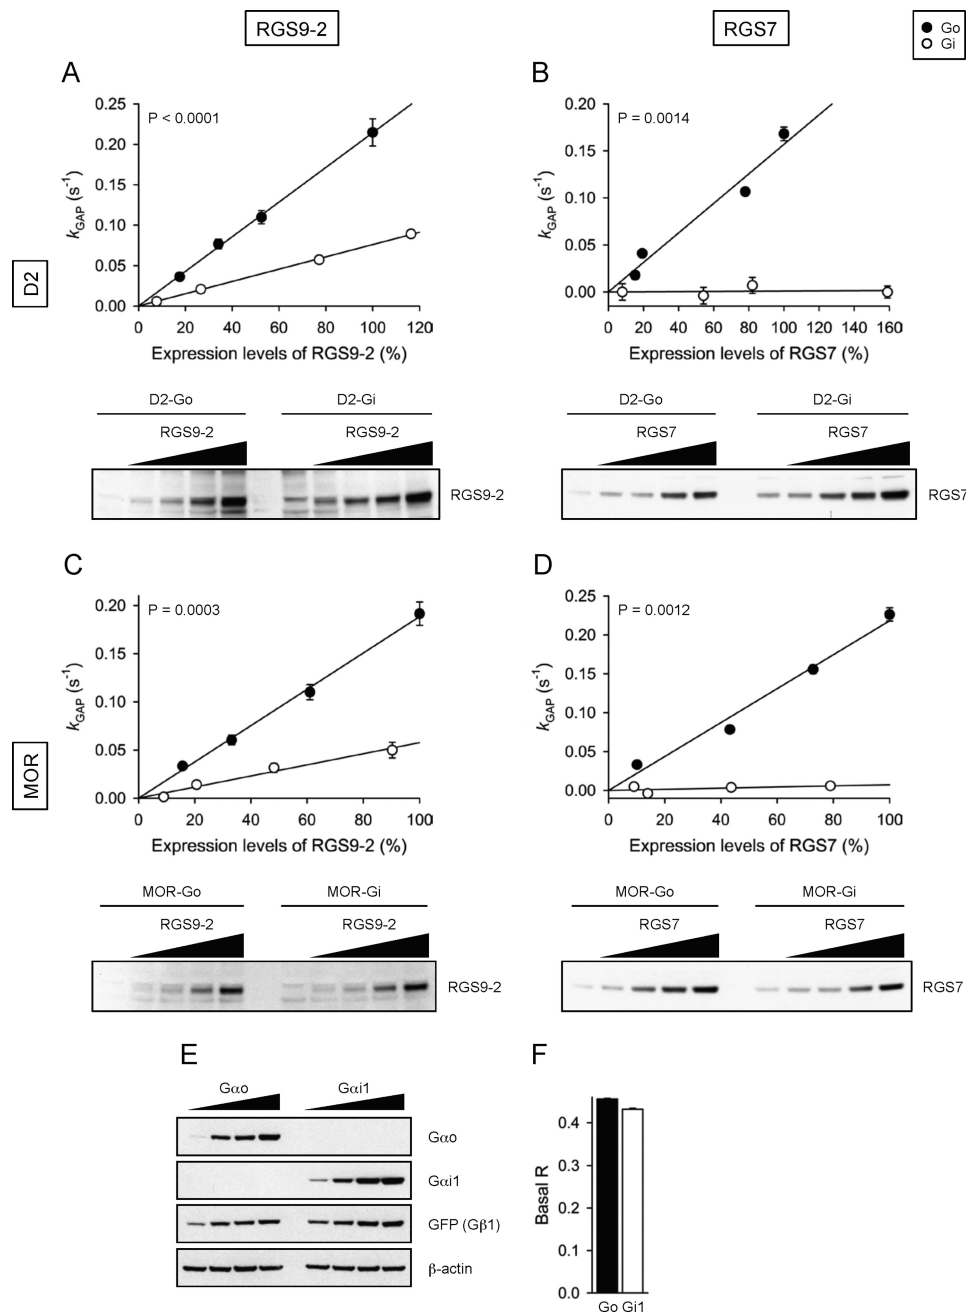 RGS9-2
RGS7
Go
Gi
A
B
D2
P < 0.0001
0.25
0.20
0.15
0.10
0.05
0.00
kGAP (s-1)
0 20 40 60 80 100 120
Expression levels of RGS9-2 (%)
P = 0.0014
0.20
0.15
0.10
0.05
0.00
kGAP (s-1)
0 20 40 60 80 100 120 140 160
Expression levels of RGS7 (%)
D2-Go D2-Gi
RGS9-2 RGS9-2
RGS9-2
D2-Go D2-Gi
RGS7 RGS7
RGS7
C
D
MOR
P = 0.0003
0.20
0.15
0.10
0.05
0.00
kGAP (s-1)
0 20 40 60 80 100
Expression levels of RGS9-2 (%)
P = 0.0012
0.25
0.20
0.15
0.10
0.05
0.00
kGAP (s-1)
0 20 40 60 80 100
Expression levels of RGS7 (%)
MOR-Go MOR-Gi
RGS9-2 RGS9-2
RGS9-2
MOR-Go MOR-Gi
RGS7 RGS7
RGS7
E
Gαo Gαi1
Gαo
Gαi1
GFP (Gβ1)
β-actin
F
0.4
0.3
0.2
0.1
0.0
Basal R
Go Gi1